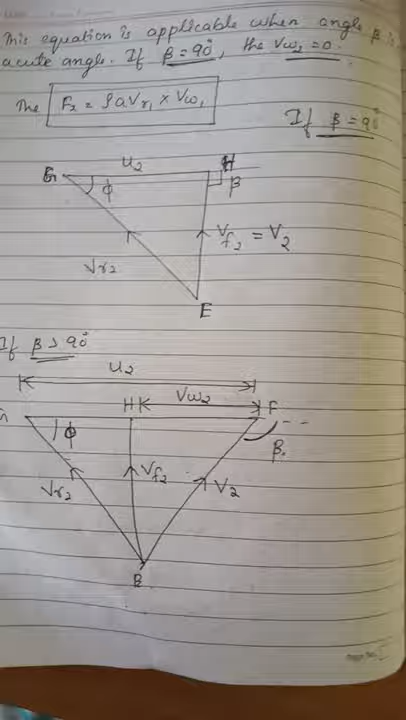 This equation is applicable when angle β is
acute angle. If β = 90°, the Vw₂ = 0.
The Fx = ρaVr₁ × Vw₁
If β = 90°
u₂
G H
φ β
Vf₂ = V₂
Vr₂
E
If β > 90°
u₂
Vw₂
H F
φ
β
Vf₂
Vr₂ V₂